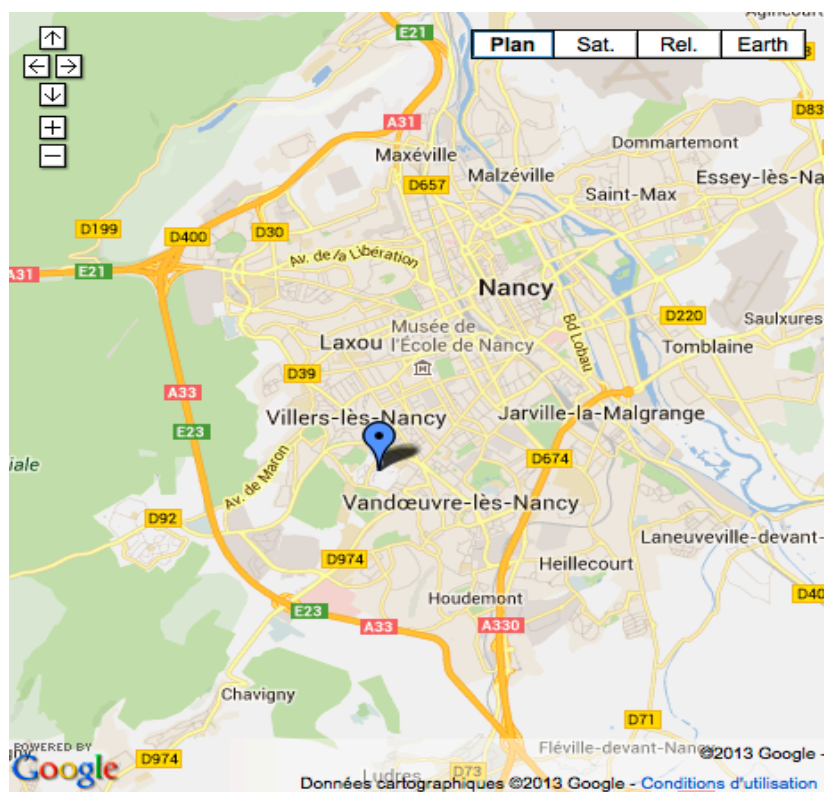 Agincourt
E21
Plan Sat. Rel. Earth
D83
A31
Maxéville
Dommartemont
Malzéville
Essey-lès-Na
D657
Saint-Max
D199
D400
D30
Av. de la Libération
A31
E21
Nancy
D220
Saulxures
Bd Lobau
Musée de
l'École de Nancy
Laxou
Tomblaine
D39
A33
Villers-lès-Nancy
Jarville-la-Malgrange
E23
iale
Av. de Maron
D674
Vandœuvre-lès-Nancy
D92
Laneuveville-devant-
D974
Heillecourt
Houdemont
D40
E23
A33
A330
Chavigny
D71
POWERED BY
Google
D974
Fléville-devant-Nancy
©2013 Google -
Ludres
D73
Données cartographiques ©2013 Google - Conditions d'utilisation